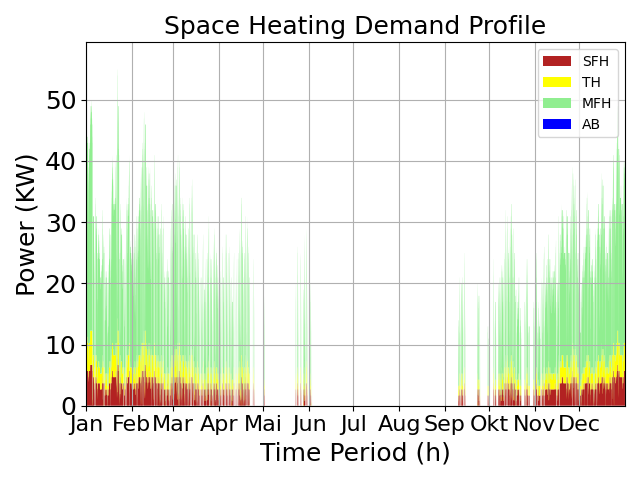 Space Heating Demand Profile
SFH
TH
MFH
AB
Power (KW)
50
40
30
20
10
0
Jan Feb Mar Apr Mai Jun Jul Aug Sep Okt Nov Dec
Time Period (h)